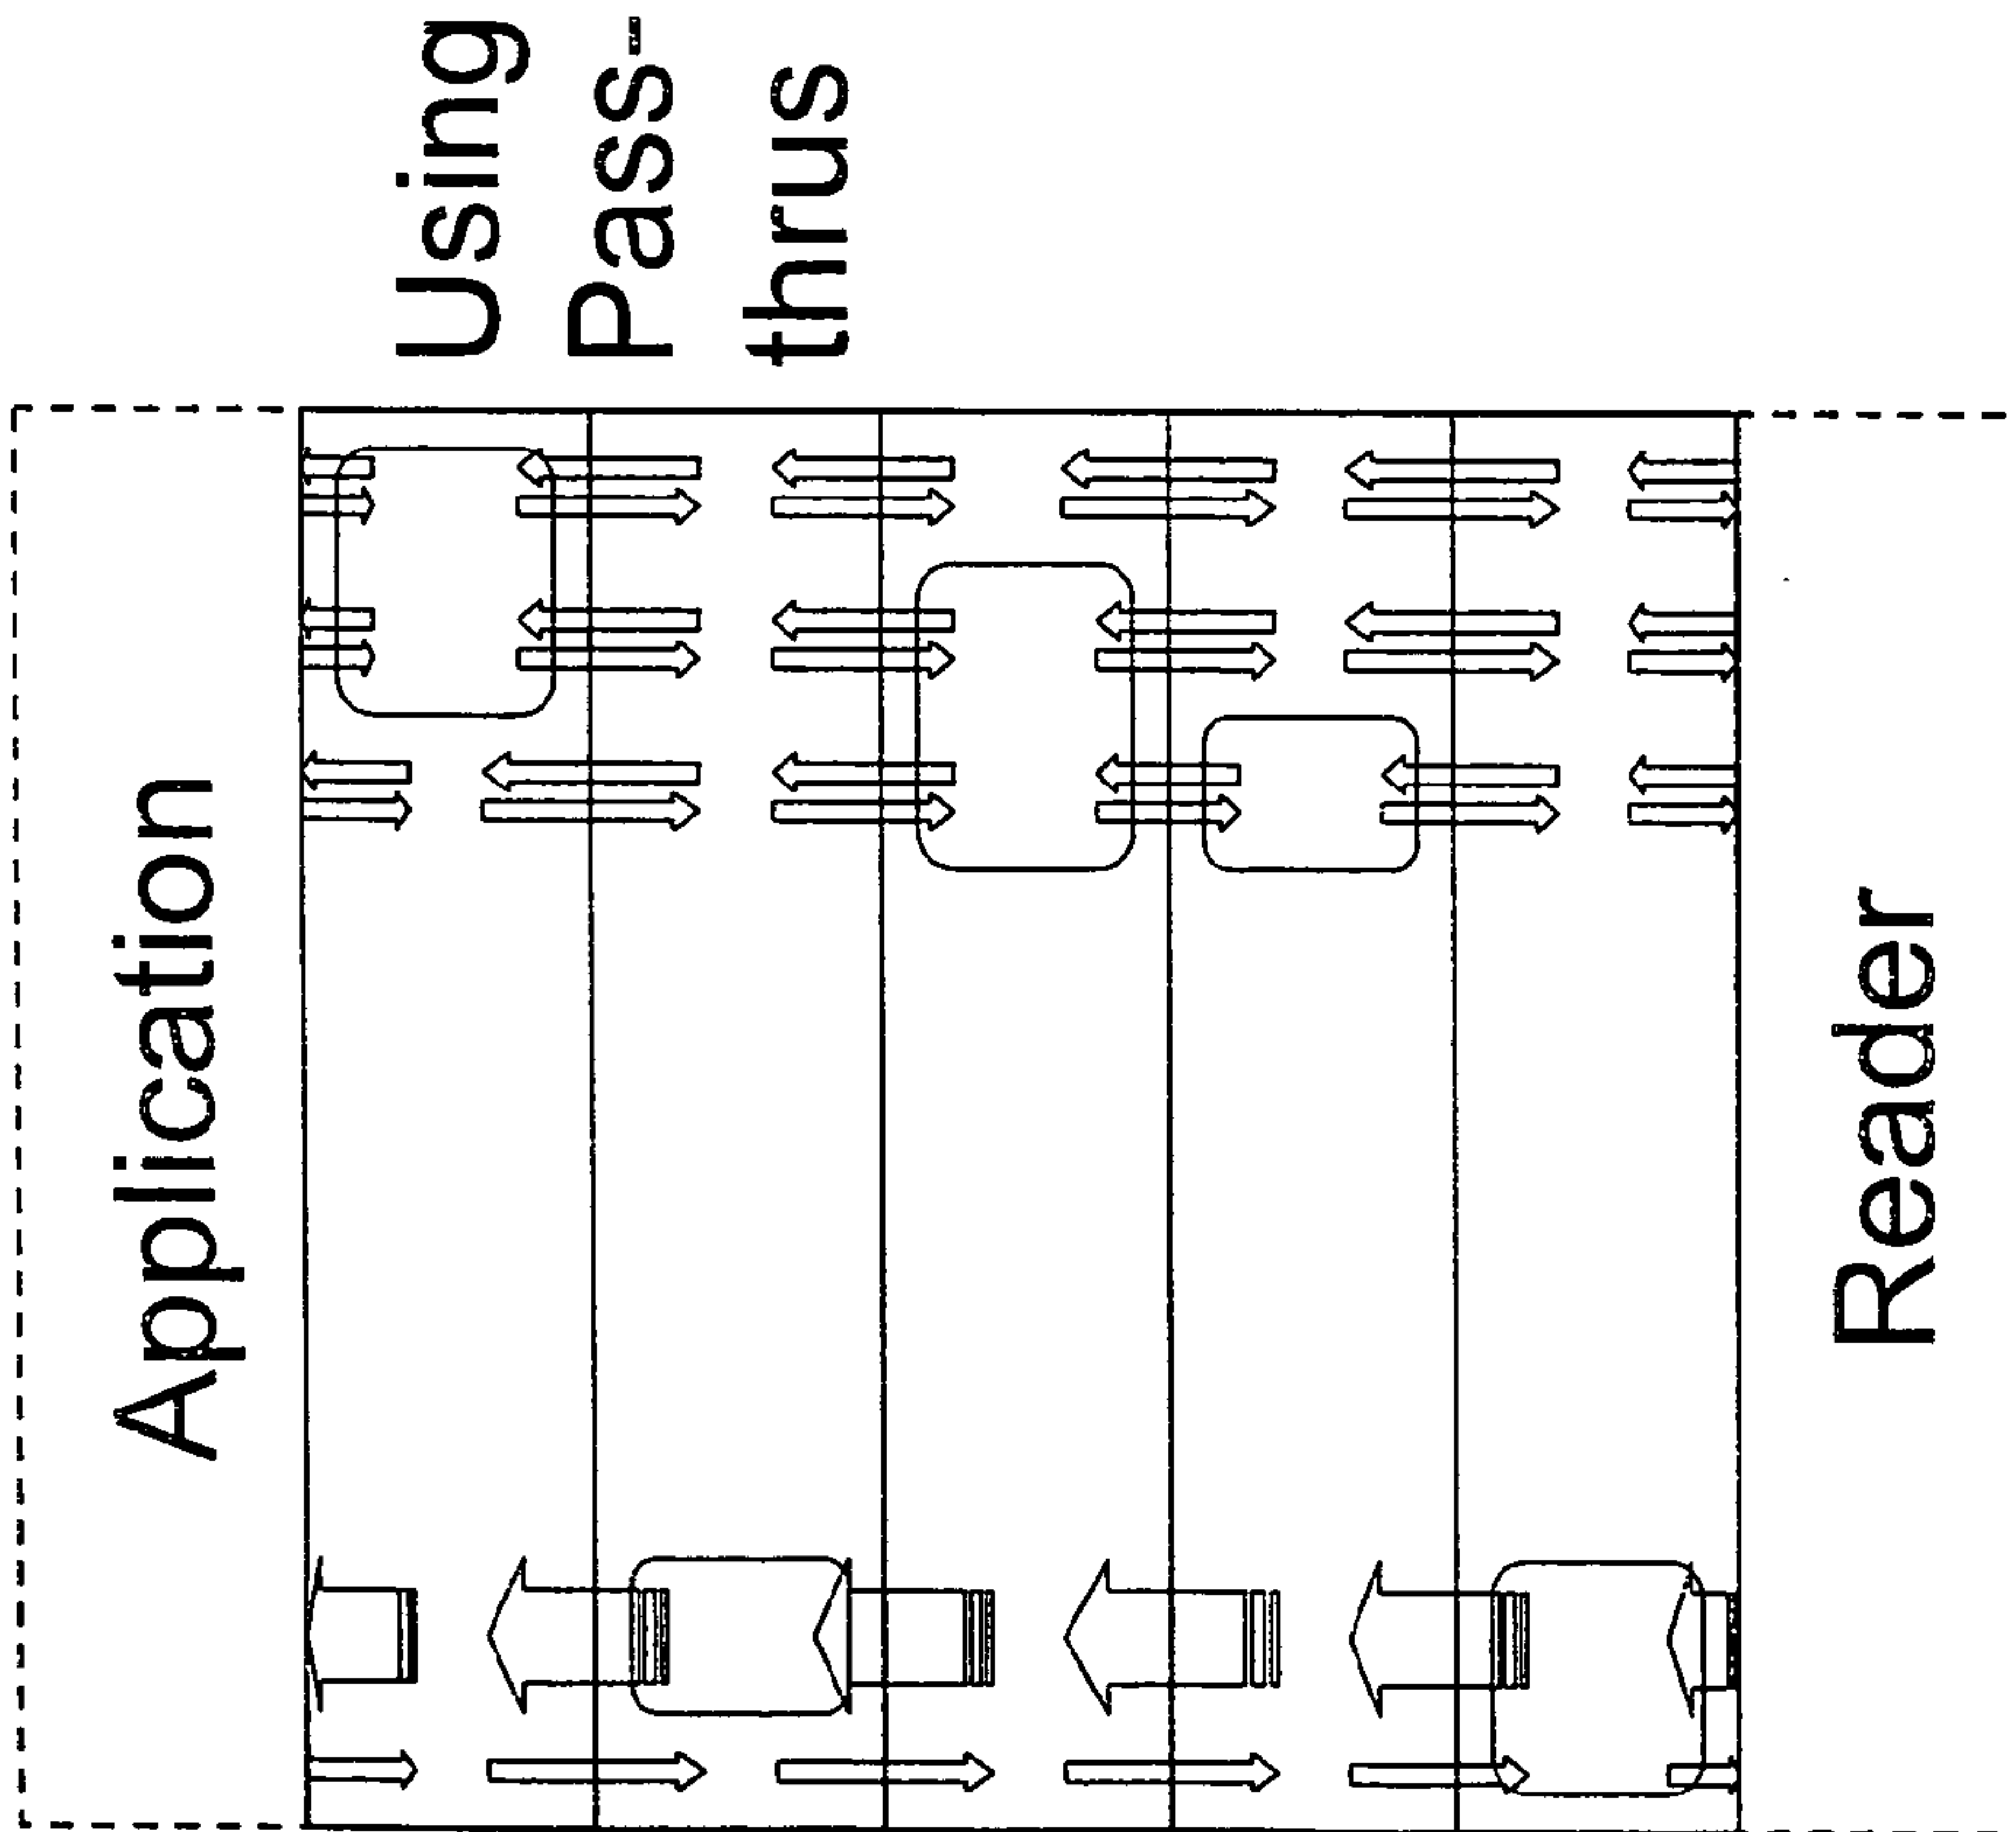 Application
Using
Pass-
thrus
Reader